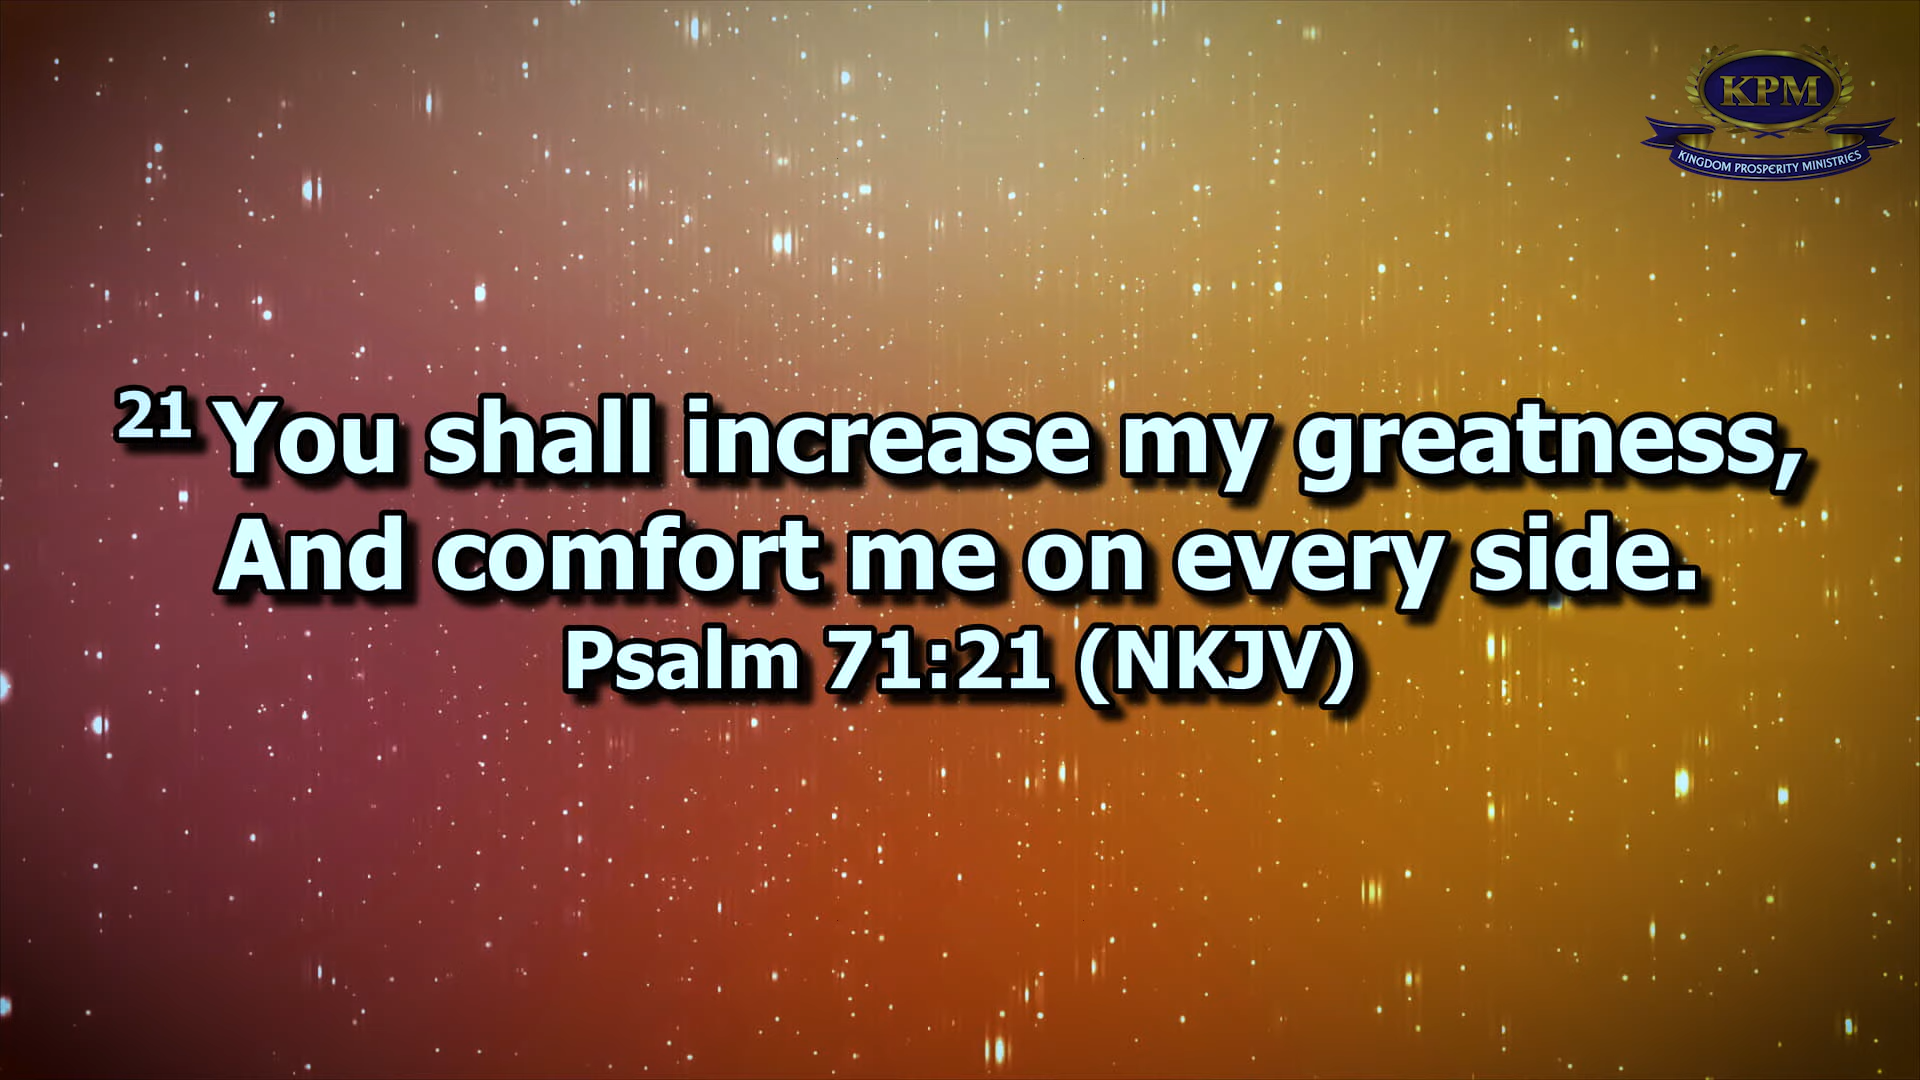 KPM
KINGDOM PROSPERITY MINISTRIES
21 You shall increase my greatness,
And comfort me on every side.
Psalm 71:21 (NKJV)